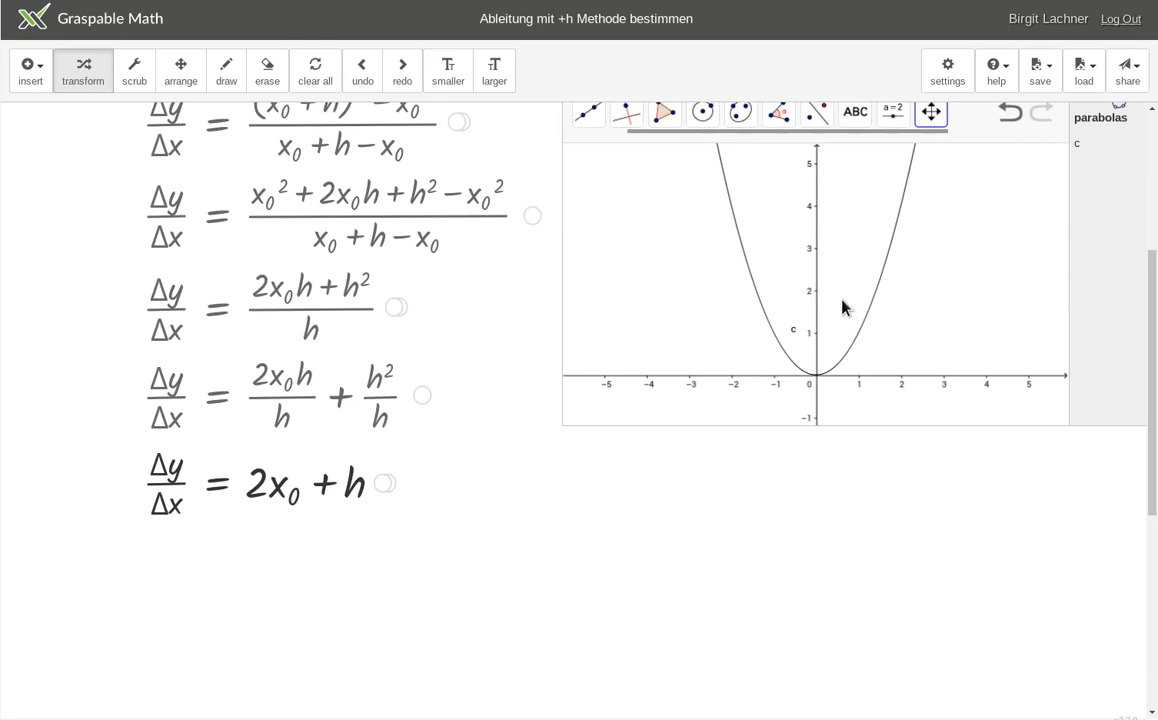 Graspable Math
Ableitung mit +h Methode bestimmen
Birgit Lachner Log Out
insert transform scrub arrange draw erase clear all undo redo smaller larger settings help save load share
Δy/Δx = ((x₀ + h)² − x₀²)/(x₀ + h − x₀)
Δy/Δx = (x₀² + 2x₀h + h² − x₀²)/(x₀ + h − x₀)
Δy/Δx = (2x₀h + h²)/h
Δy/Δx = 2x₀h/h + h²/h
Δy/Δx = 2x₀ + h
ABC a=2
parabolas
c
5
4
3
2
c 1
−5 −4 −3 −2 −1 0 1 2 3 4 5
−1